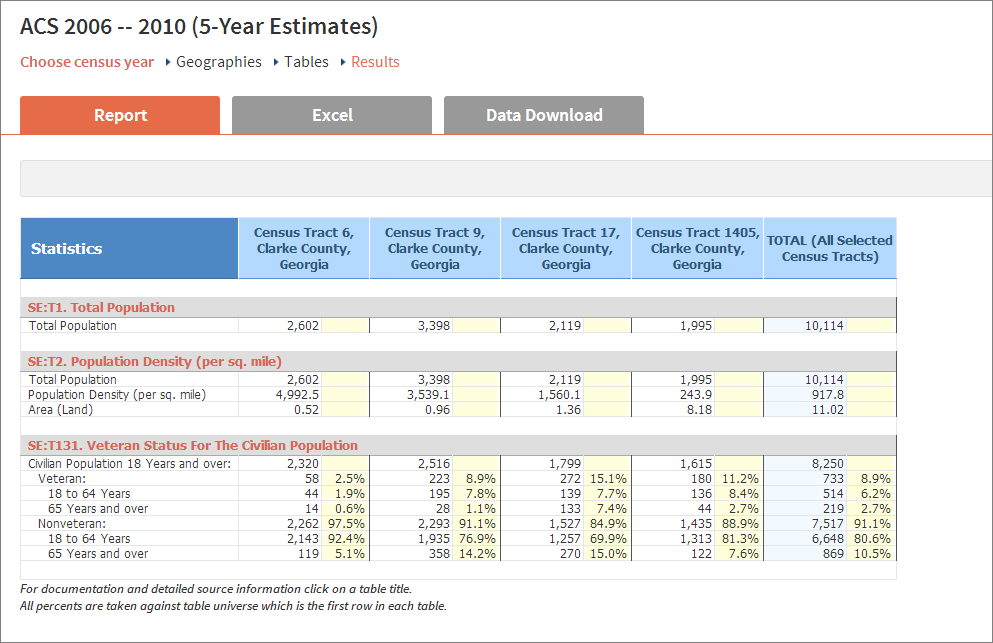 ACS 2006 -- 2010 (5-Year Estimates)
Choose census year Geographies Tables Results
Report Excel Data Download
Statistics Census Tract 6, Clarke County, Georgia Census Tract 9, Clarke County, Georgia Census Tract 17, Clarke County, Georgia Census Tract 1405, Clarke County, Georgia TOTAL (All Selected Census Tracts)
SE:T1. Total Population
Total Population 2,602 3,398 2,119 1,995 10,114
SE:T2. Population Density (per sq. mile)
Total Population 2,602 3,398 2,119 1,995 10,114
Population Density (per sq. mile) 4,992.5 3,539.1 1,560.1 243.9 917.8
Area (Land) 0.52 0.96 1.36 8.18 11.02
SE:T131. Veteran Status For The Civilian Population
Civilian Population 18 Years and over: 2,320 2,516 1,799 1,615 8,250
Veteran: 58 2.5% 223 8.9% 272 15.1% 180 11.2% 733 8.9%
18 to 64 Years 44 1.9% 195 7.8% 139 7.7% 136 8.4% 514 6.2%
65 Years and over 14 0.6% 28 1.1% 133 7.4% 44 2.7% 219 2.7%
Nonveteran: 2,262 97.5% 2,293 91.1% 1,527 84.9% 1,435 88.9% 7,517 91.1%
18 to 64 Years 2,143 92.4% 1,935 76.9% 1,257 69.9% 1,313 81.3% 6,648 80.6%
65 Years and over 119 5.1% 358 14.2% 270 15.0% 122 7.6% 869 10.5%
For documentation and detailed source information click on a table title.
All percents are taken against table universe which is the first row in each table.